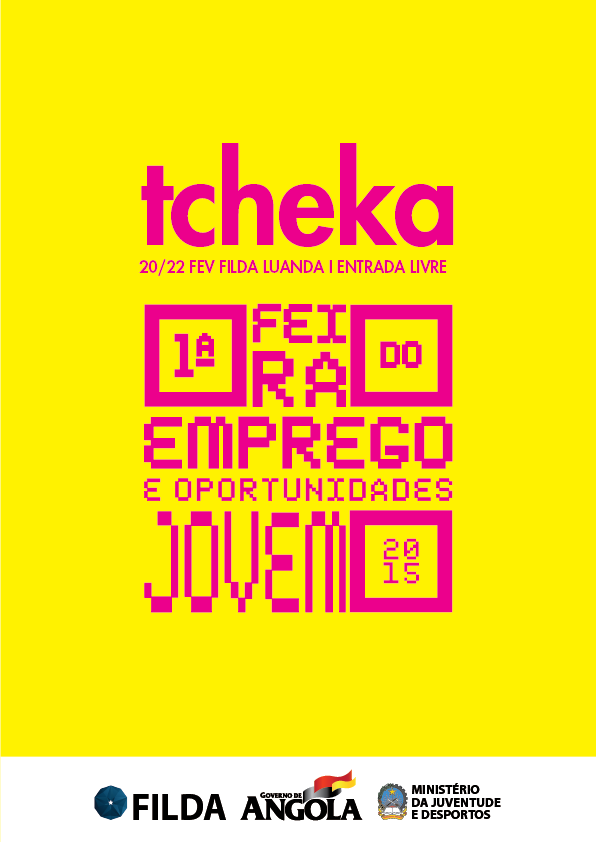 tcheka
20/22 FEV FILDA LUANDA I ENTRADA LIVRE
1ª
FEI
RA
DO
EMPREGO
E OPORTUNIDADES
JOVEM
20
15
FILDA
GOVERNO DE
ANGOLA
MINISTÉRIO
DA JUVENTUDE
E DESPORTOS